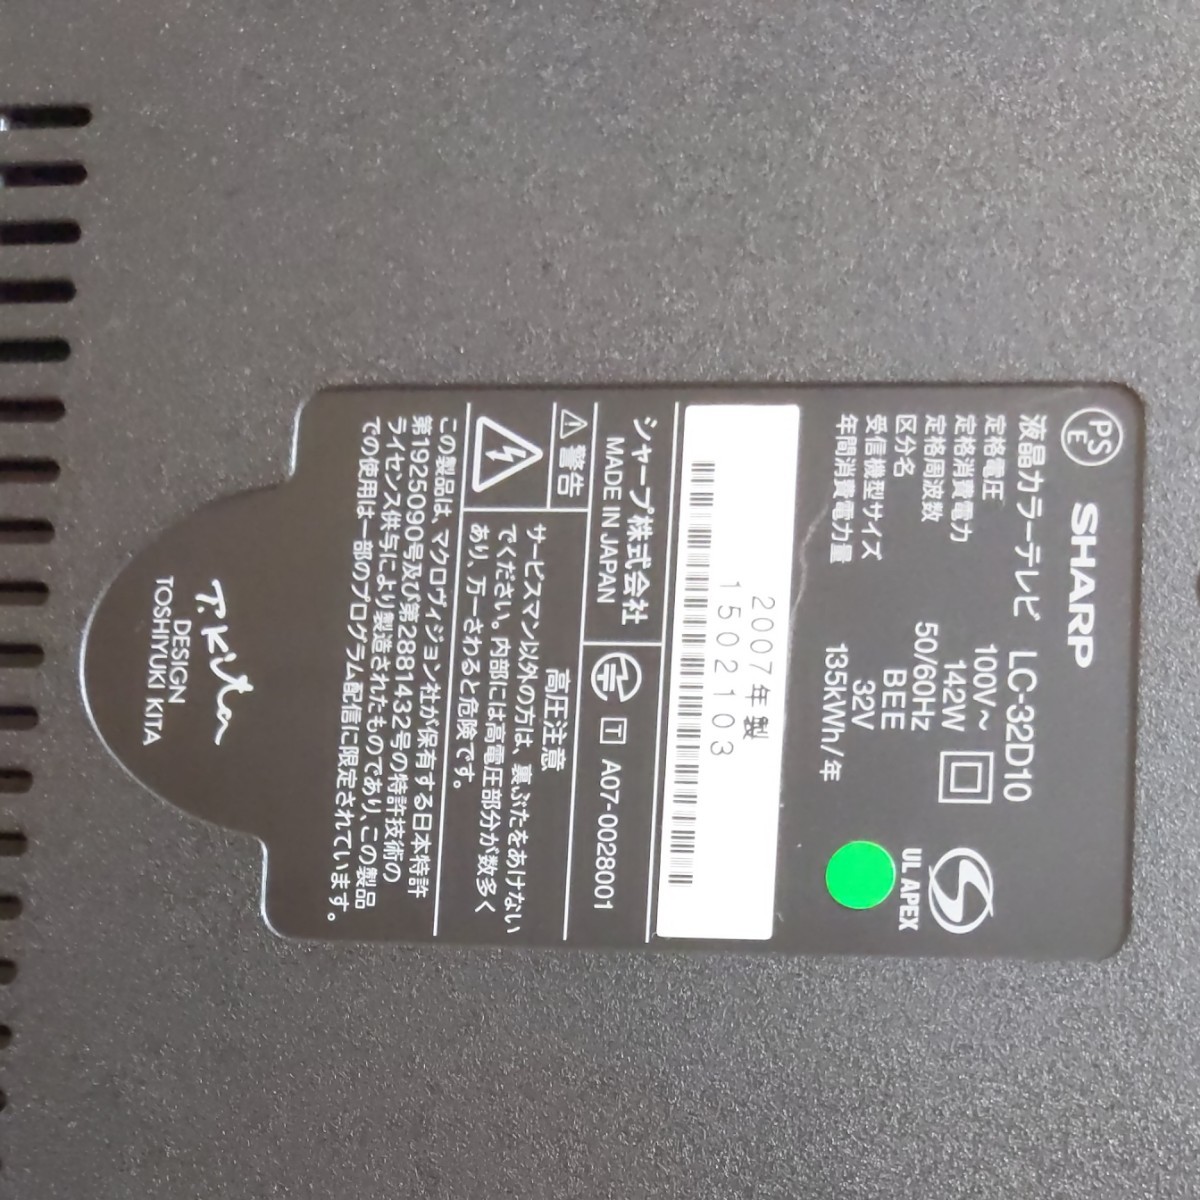 PSE
SHARP
液晶カラーテレビ LC-32D10
定格電圧 100V～
定格消費電力 142W
定格周波数 50/60Hz
区分名 BEE
受信機型サイズ 32V
年間消費電力量 135kWh/年
UL APEX
2007年製
1502103
シャープ株式会社
MADE IN JAPAN
T A07-0028001
警告
高圧注意
サービスマン以外の方は、裏ぶたをあけない
でください。内部には高電圧部分が数多く
あり、万一さわると危険です。
この製品は、マクロヴィジョン社が保有する日本特許
第1925090号及び第2881432号の特許技術の
ライセンス供与により製造されたものであり、この製品
での使用は一部のプログラム配信に限定されています。
T.Kita
DESIGN
TOSHIYUKI KITA